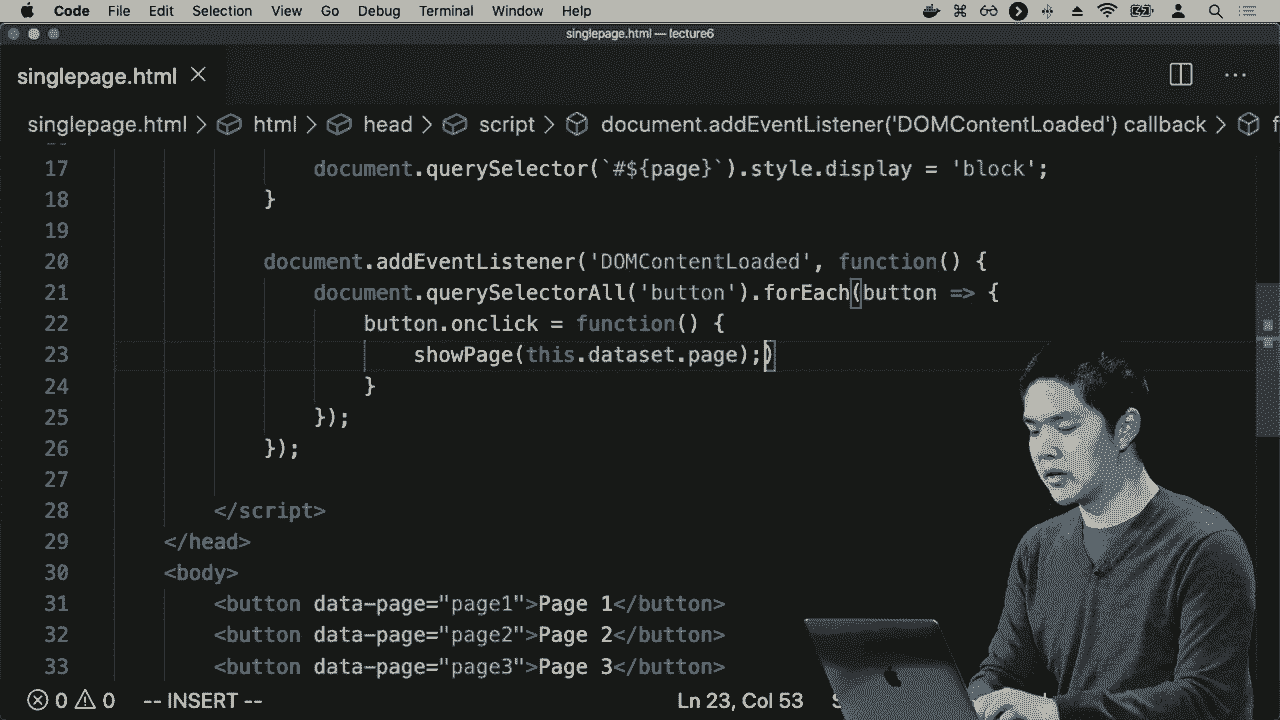 Code File Edit Selection View Go Debug Terminal Window Help
singlepage.html — lecture6
singlepage.html
singlepage.html > html > head > script > document.addEventListener('DOMContentLoaded') callback > f
17 document.querySelector(`#${page}`).style.display = 'block';
18 }
19
20 document.addEventListener('DOMContentLoaded', function() {
21 document.querySelectorAll('button').forEach(button => {
22 button.onclick = function() {
23 showPage(this.dataset.page);)
24 }
25 });
26 });
27
28 </script>
29 </head>
30 <body>
31 <button data-page="page1">Page 1</button>
32 <button data-page="page2">Page 2</button>
33 <button data-page="page3">Page 3</button>
0 0 -- INSERT -- Ln 23, Col 53